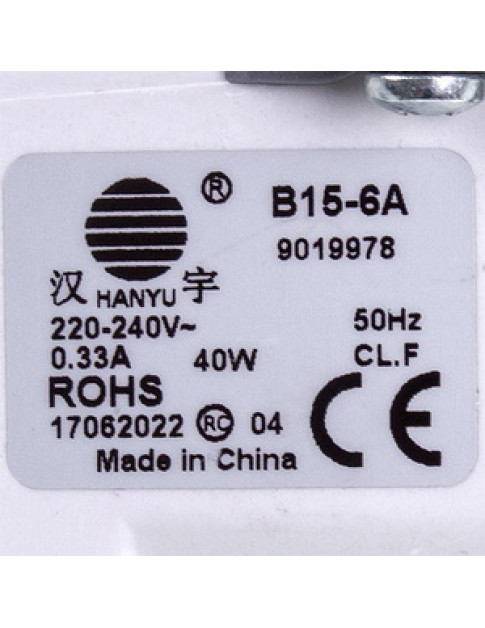 ® B15-6A
9019978
汉 HANYU 宇
220-240V~ 50Hz
0.33A 40W CL.F
ROHS CE
17062022 RC 04
Made in China